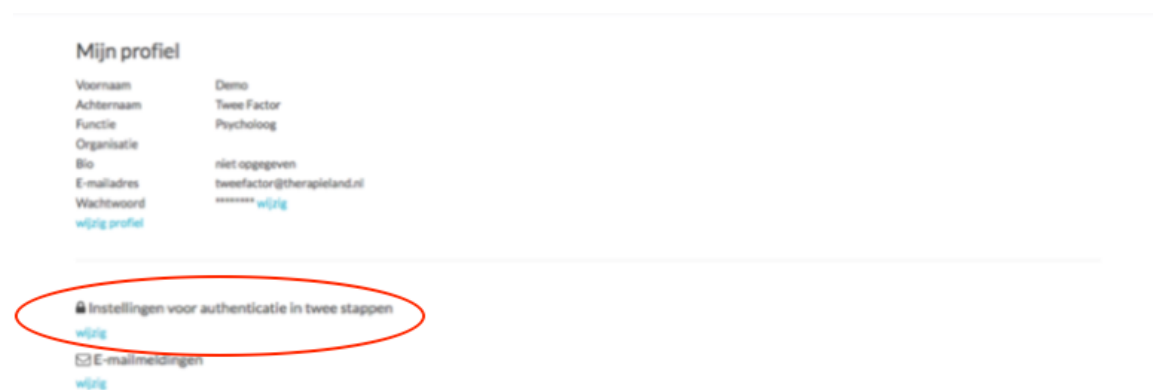 Mijn profiel
Voornaam Demo
Achternaam Twee Factor
Functie Psycholoog
Organisatie
Bio niet opgegeven
E-mailadres tweefactor@therapieland.nl
Wachtwoord ******** wijzig
wijzig profiel
Instellingen voor authenticatie in twee stappen
wijzig
E-mailmeldingen
wijzig